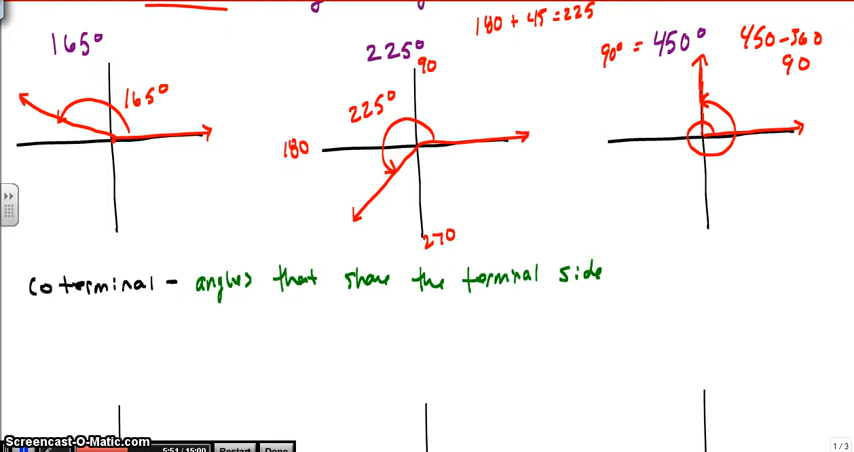 180 + 45 = 225
165°
225°
90
90° = 450°
450 - 360
90
165°
225°
180
270
Coterminal - angles that share the terminal side
Screencast-O-Matic.com
5:51 / 15:00
Restart
Done
1 / 3